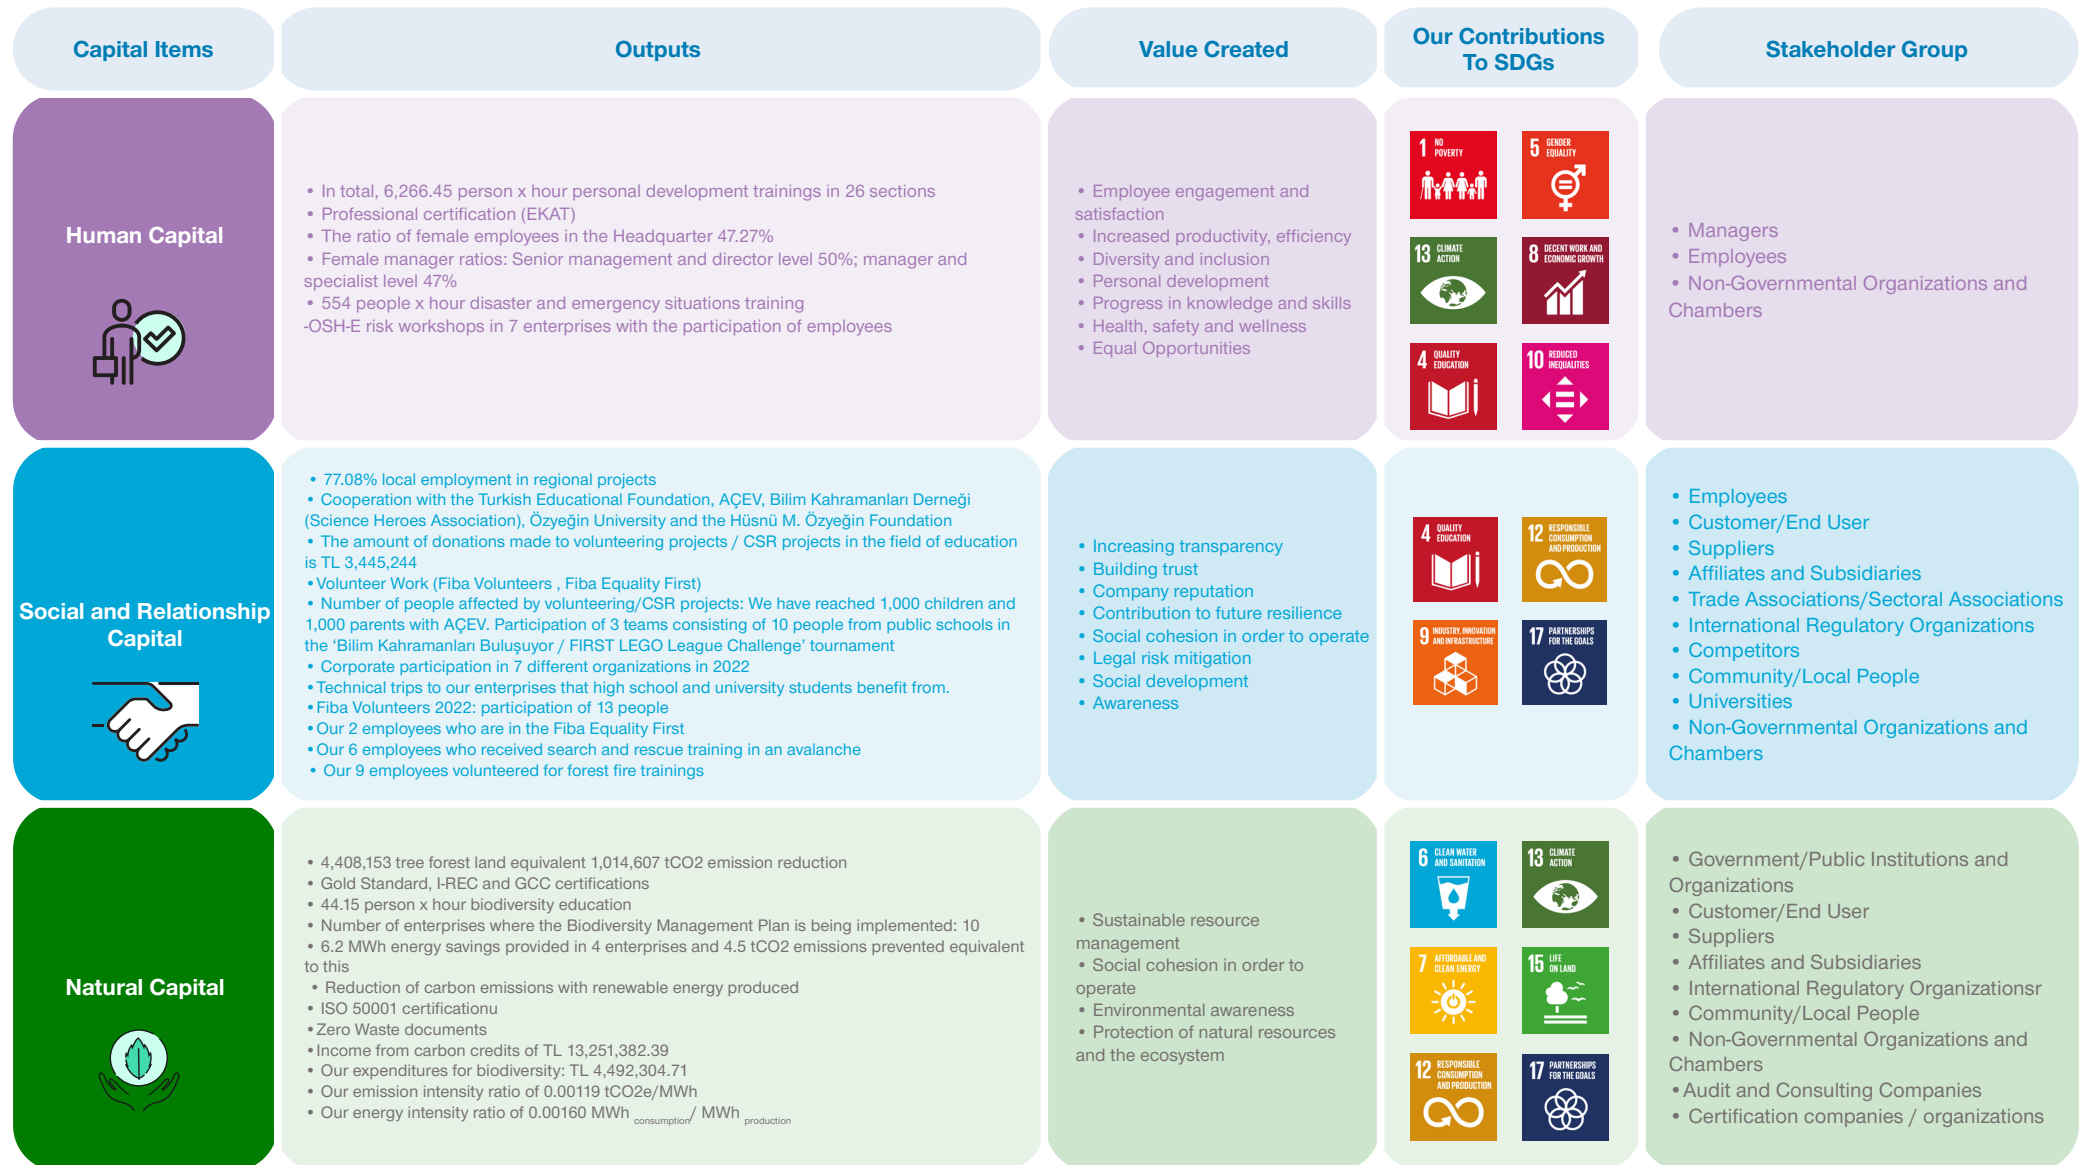 Capital Items
Outputs
Value Created
Our Contributions
To SDGs
Stakeholder Group
Human Capital
• In total, 6,266.45 person x hour personal development trainings in 26 sections
• Professional certification (EKAT)
• The ratio of female employees in the Headquarter 47.27%
• Female manager ratios: Senior management and director level 50%; manager and
specialist level 47%
• 554 people x hour disaster and emergency situations training
-OSH-E risk workshops in 7 enterprises with the participation of employees
• Employee engagement and
satisfaction
• Increased productivity, efficiency
• Diversity and inclusion
• Personal development
• Progress in knowledge and skills
• Health, safety and wellness
• Equal Opportunities
1 NO
POVERTY
5 GENDER
EQUALITY
13 CLIMATE
ACTION
8 DECENT WORK AND
ECONOMIC GROWTH
4 QUALITY
EDUCATION
10 REDUCED
INEQUALITIES
• Managers
• Employees
• Non-Governmental Organizations and
Chambers
Social and Relationship
Capital
• 77.08% local employment in regional projects
• Cooperation with the Turkish Educational Foundation, AÇEV, Bilim Kahramanları Derneği
(Science Heroes Association), Özyeğin University and the Hüsnü M. Özyeğin Foundation
• The amount of donations made to volunteering projects / CSR projects in the field of education
is TL 3,445,244
•Volunteer Work (Fiba Volunteers , Fiba Equality First)
• Number of people affected by volunteering/CSR projects: We have reached 1,000 children and
1,000 parents with AÇEV. Participation of 3 teams consisting of 10 people from public schools in
the ‘Bilim Kahramanları Buluşuyor / FIRST LEGO League Challenge’ tournament
• Corporate participation in 7 different organizations in 2022
•Technical trips to our enterprises that high school and university students benefit from.
•Fiba Volunteers 2022: participation of 13 people
•Our 2 employees who are in the Fiba Equality First
•Our 6 employees who received search and rescue training in an avalanche
• Our 9 employees volunteered for forest fire trainings
• Increasing transparency
• Building trust
• Company reputation
• Contribution to future resilience
• Social cohesion in order to operate
• Legal risk mitigation
• Social development
• Awareness
4 QUALITY
EDUCATION
12 RESPONSIBLE
CONSUMPTION
AND PRODUCTION
9 INDUSTRY, INNOVATION
AND INFRASTRUCTURE
17 PARTNERSHIPS
FOR THE GOALS
• Employees
• Customer/End User
• Suppliers
• Affiliates and Subsidiaries
• Trade Associations/Sectoral Associations
• International Regulatory Organizations
• Competitors
• Community/Local People
• Universities
• Non-Governmental Organizations and
Chambers
Natural Capital
• 4,408,153 tree forest land equivalent 1,014,607 tCO2 emission reduction
• Gold Standard, I-REC and GCC certifications
• 44.15 person x hour biodiversity education
• Number of enterprises where the Biodiversity Management Plan is being implemented: 10
• 6.2 MWh energy savings provided in 4 enterprises and 4.5 tCO2 emissions prevented equivalent
to this
• Reduction of carbon emissions with renewable energy produced
• ISO 50001 certificationu
•Zero Waste documents
•Income from carbon credits of TL 13,251,382.39
• Our expenditures for biodiversity: TL 4,492,304.71
• Our emission intensity ratio of 0.00119 tCO2e/MWh
• Our energy intensity ratio of 0.00160 MWh consumption/ MWh production
• Sustainable resource
management
• Social cohesion in order to
operate
• Environmental awareness
• Protection of natural resources
and the ecosystem
6 CLEAN WATER
AND SANITATION
13 CLIMATE
ACTION
7 AFFORDABLE AND
CLEAN ENERGY
15 LIFE
ON LAND
12 RESPONSIBLE
CONSUMPTION
AND PRODUCTION
17 PARTNERSHIPS
FOR THE GOALS
• Government/Public Institutions and
Organizations
• Customer/End User
• Suppliers
• Affiliates and Subsidiaries
• International Regulatory Organizationsr
• Community/Local People
• Non-Governmental Organizations and
Chambers
•Audit and Consulting Companies
• Certification companies / organizations